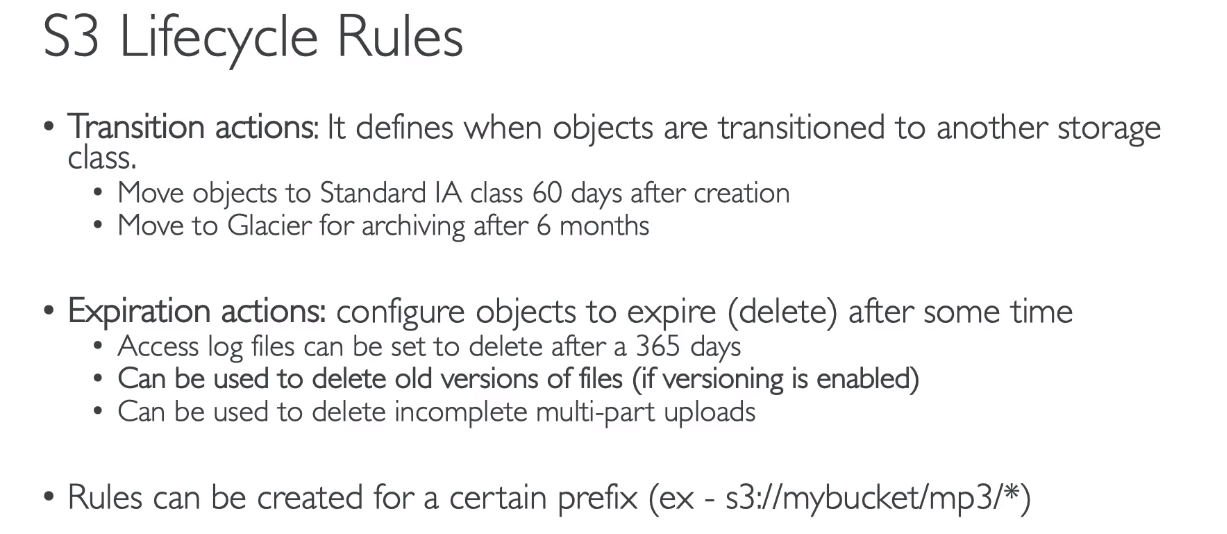 S3 Lifecycle Rules
• Transition actions: It defines when objects are transitioned to another storage
class.
• Move objects to Standard IA class 60 days after creation
• Move to Glacier for archiving after 6 months
• Expiration actions: configure objects to expire (delete) after some time
• Access log files can be set to delete after a 365 days
• Can be used to delete old versions of files (if versioning is enabled)
• Can be used to delete incomplete multi-part uploads
• Rules can be created for a certain prefix (ex - s3://mybucket/mp3/*)